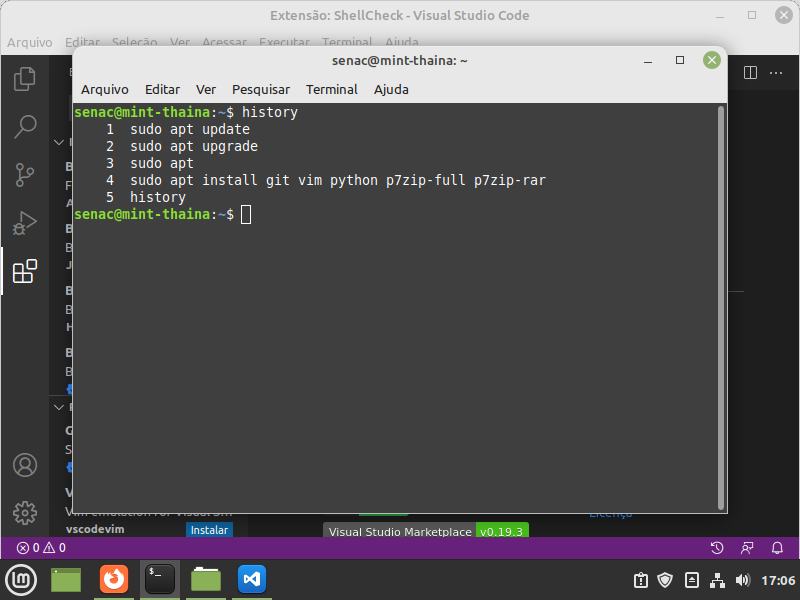 Extensão: ShellCheck - Visual Studio Code
Arquivo Editar Seleção Ver Acessar Executar Terminal Ajuda
senac@mint-thaina: ~
Arquivo Editar Ver Pesquisar Terminal Ajuda
senac@mint-thaina:~$ history
1 sudo apt update
2 sudo apt upgrade
3 sudo apt
4 sudo apt install git vim python p7zip-full p7zip-rar
5 history
senac@mint-thaina:~$
vscodevim Instalar
Visual Studio Marketplace v0.19.3
0 0
17:06